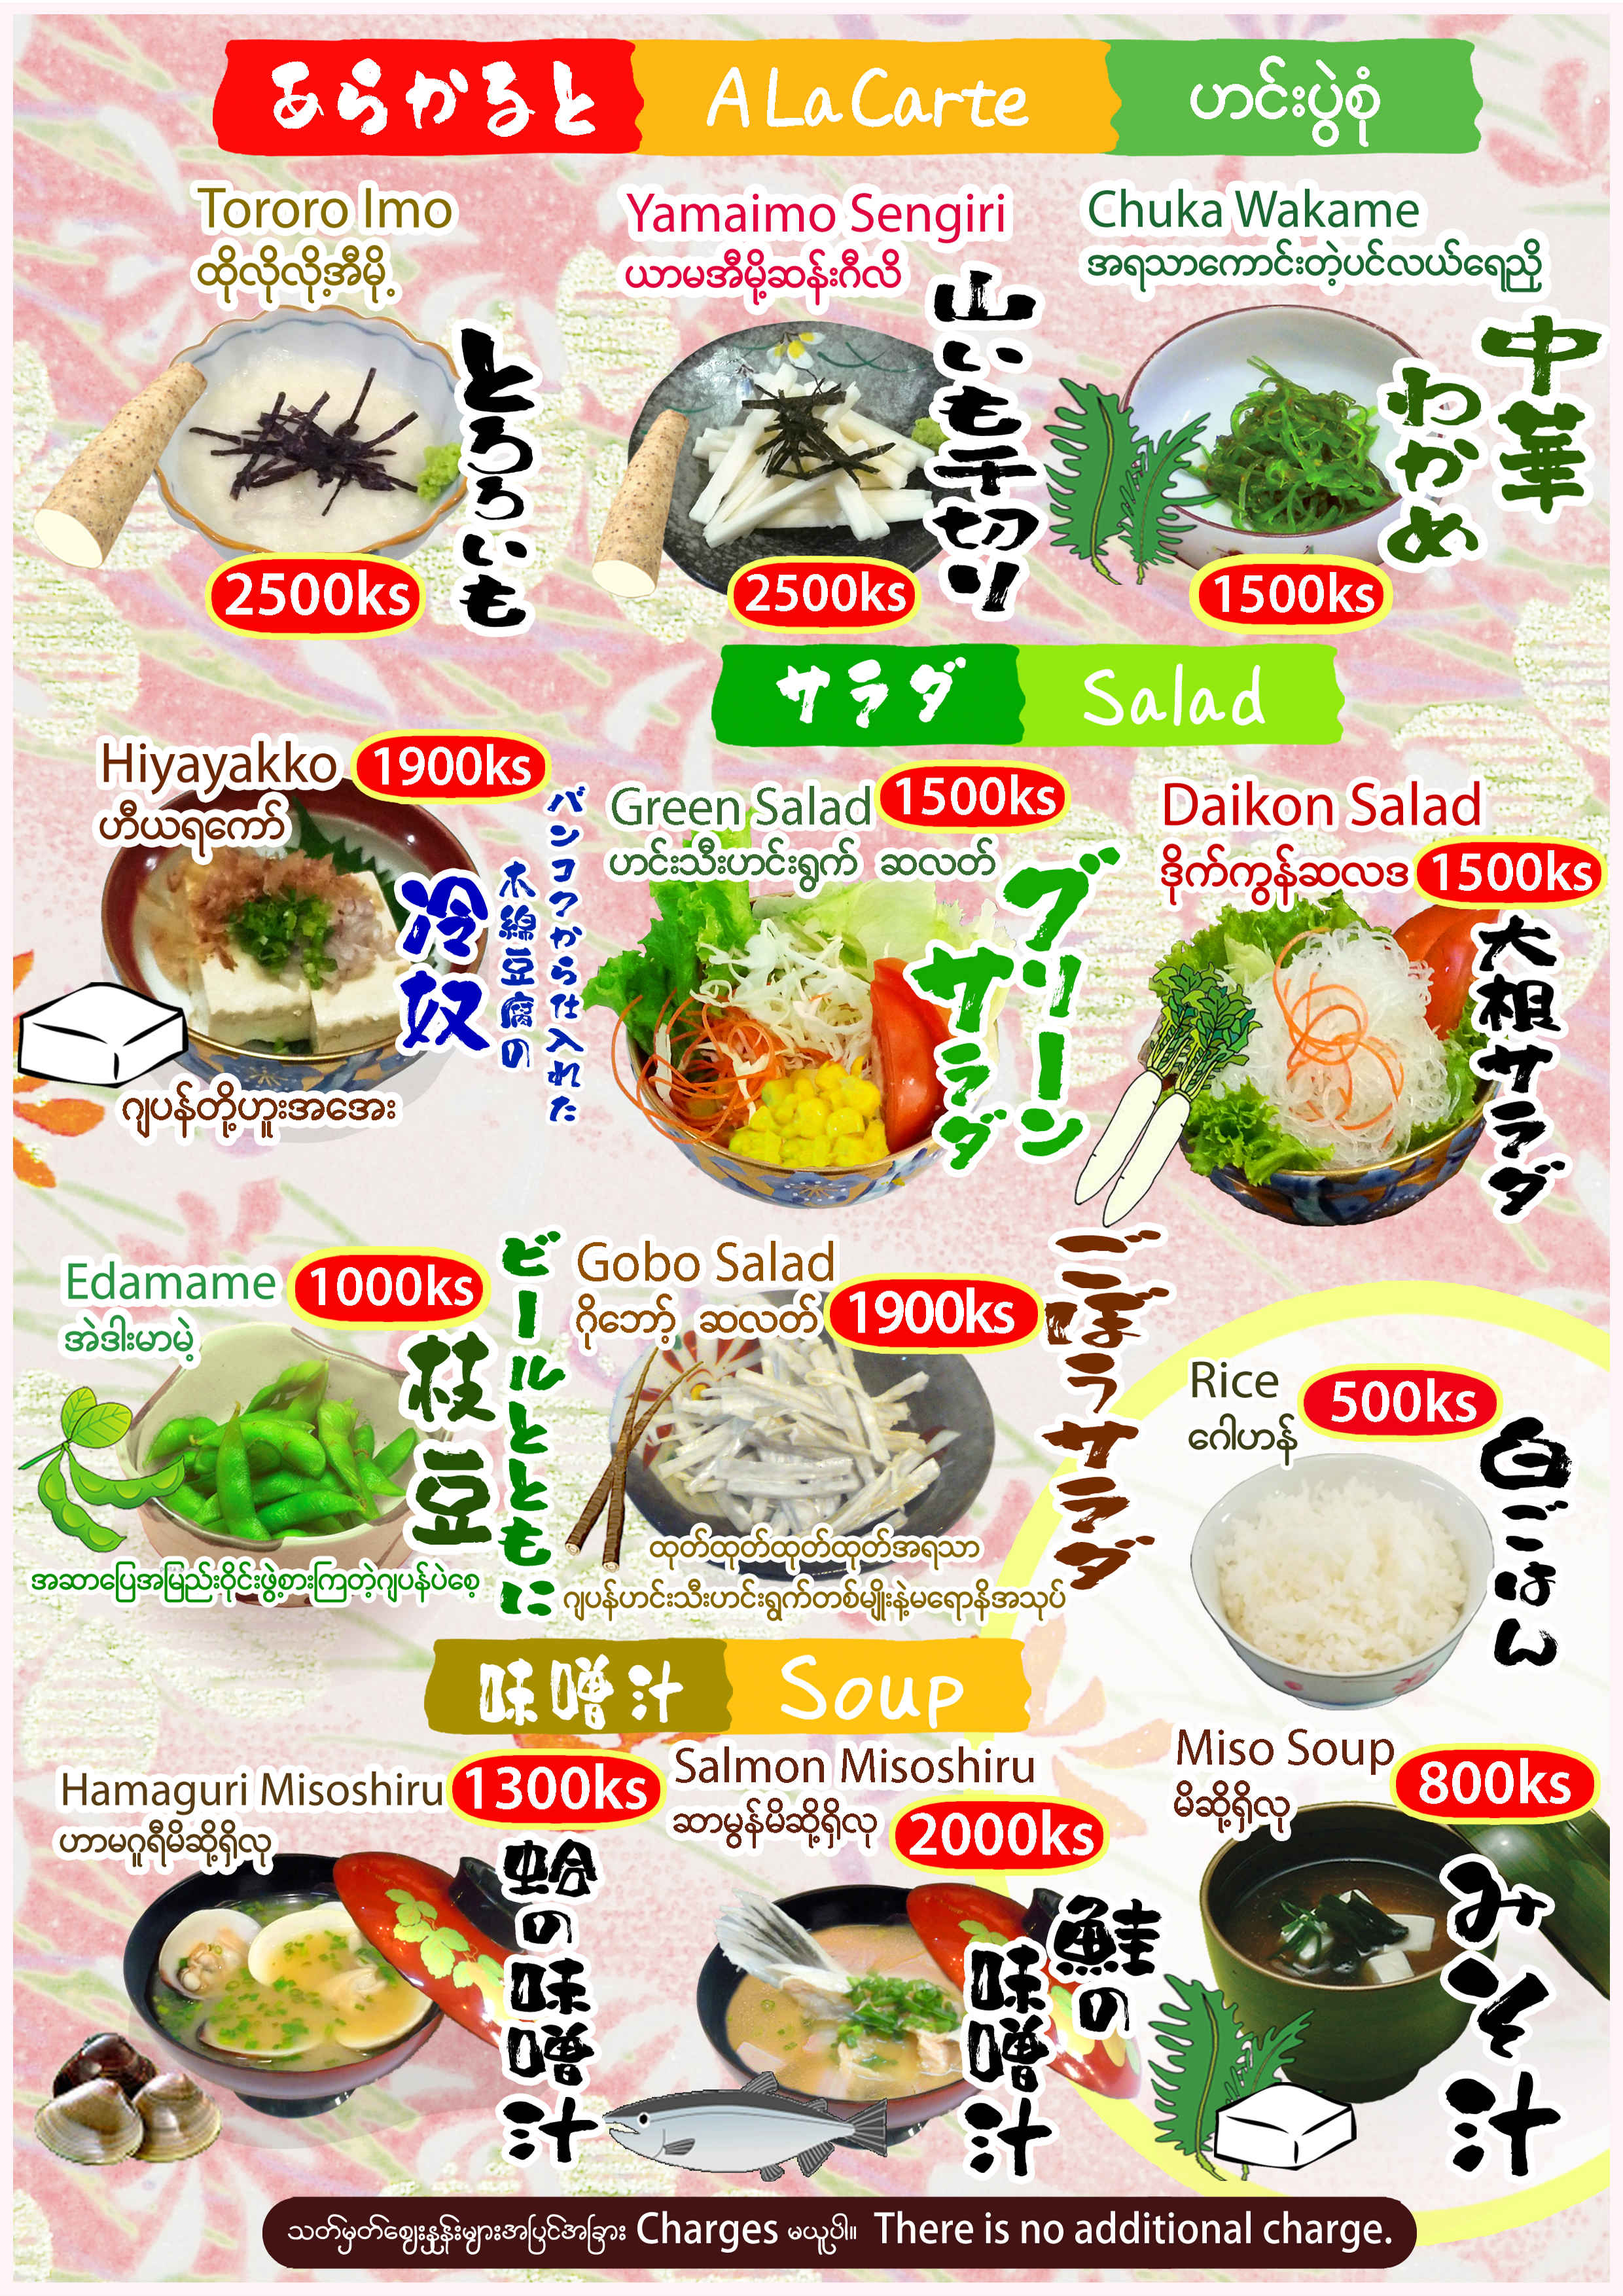 あらかると A La Carte ဟင်းပွဲစုံ
Tororo Imo
ထိုလိုလို့အီမို့
とろろいも
2500ks
Yamaimo Sengiri
ယာမအီမို့ဆန်းဂီလိ
山いも千切り
2500ks
Chuka Wakame
အရသာကောင်းတဲ့ပင်လယ်ရေညှိ
中華
わかめ
1500ks
サラダ Salad
Hiyayakko 1900ks
ဟီယရကော်
バンコクから仕入れた
木綿豆腐の
冷奴
ဂျပန်တို့ဟူးအအေး
Green Salad 1500ks
ဟင်းသီးဟင်းရွက် ဆလတ်
グリーン
サラダ
Daikon Salad
ဒိုက်ကွန်ဆလဒ 1500ks
大根サラダ
Edamame 1000ks
အဲဒါးမာမဲ့
ビールとともに
枝豆
အဆာပြေအမြည်းဝိုင်းဖွဲ့စားကြတဲ့ဂျပန်ပဲစေ့
Gobo Salad
ဂိုဘော့် ဆလတ် 1900ks
ごぼうサラダ
ထုတ်ထုတ်ထုတ်ထုတ်အရသာ
ဂျပန်ဟင်းသီးဟင်းရွက်တစ်မျိုးနဲ့မရောနိအသုပ်
Rice 500ks
ဂေါဟန်
白ごはん
味噌汁 Soup
Hamaguri Misoshiru 1300ks
ဟာမဂူရီမိဆို့ရှိလု
蛤の味噌汁
Salmon Misoshiru
ဆာမွန်မိဆို့ရှိလု 2000ks
鮭の
味噌汁
Miso Soup 800ks
မိဆို့ရှိလု
みそ汁
သတ်မှတ်ဈေးနှုန်းများအပြင်အခြား Charges မယူပါ။ There is no additional charge.